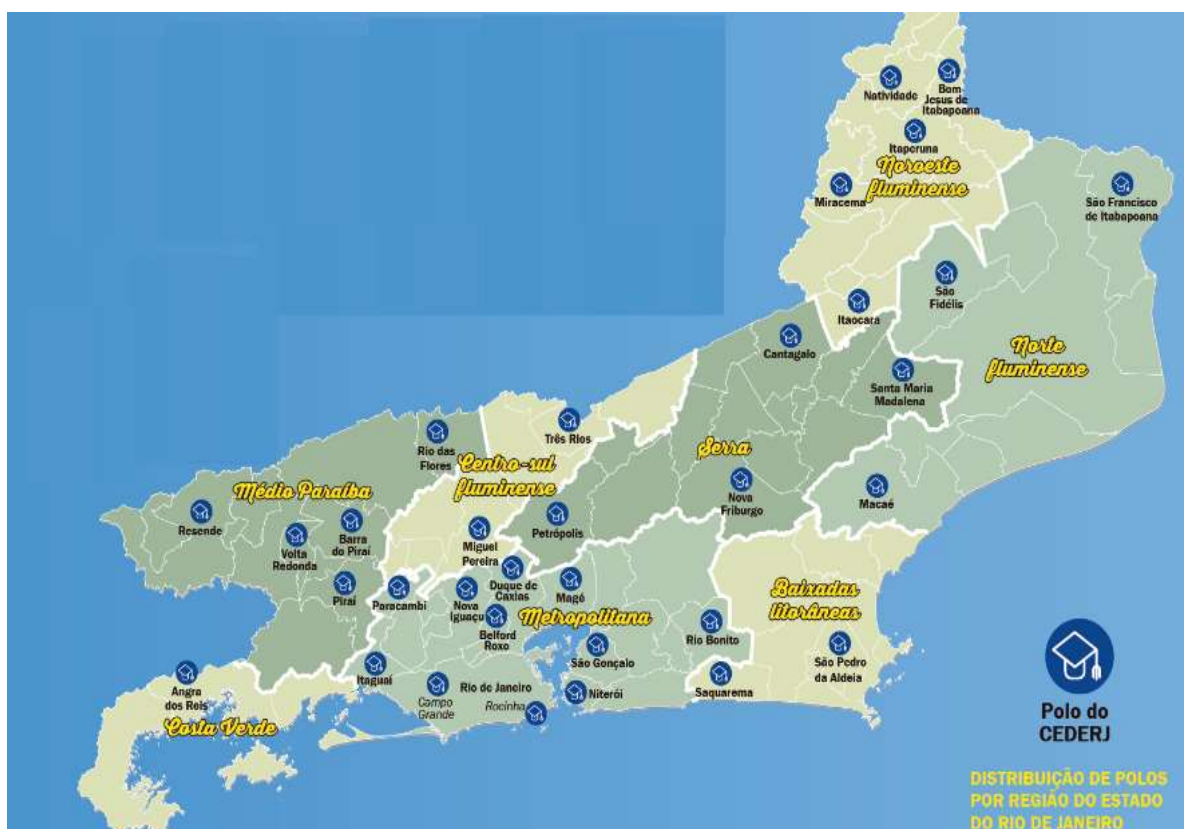 Natividade
Bom
Jesus de
Itabapoana
Itaperuna
Noroeste
fluminense
Miracema
São Francisco
de Itabapoana
São
Fidélis
Itaocara
Norte
fluminense
Cantagalo
Santa Maria
Madalena
Três Rios
Rio das
Flores
Serra
Centro-sul
fluminense
Médio Paraíba
Nova
Friburgo
Macaé
Resende
Volta
Redonda
Barra
do Piraí
Petrópolis
Miguel
Pereira
Piraí
Paracambi
Duque de
Caxias
Nova
Iguaçu
Magé
Belford
Roxo
Metropolitana
Baixadas
litorâneas
Rio Bonito
São Gonçalo
São Pedro
da Aldeia
Angra
dos Reis
Itaguaí
Rio de Janeiro
Campo
Grande
Rocinha
Niterói
Saquarema
Costa Verde
Polo do
CEDERJ
DISTRIBUIÇÃO DE POLOS
POR REGIÃO DO ESTADO
DO RIO DE JANEIRO